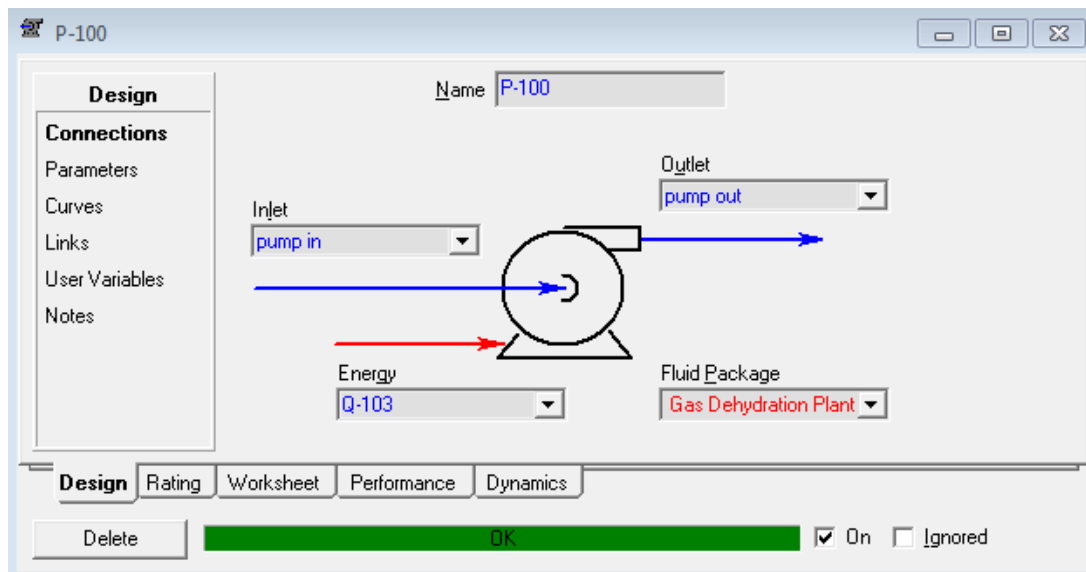 P-100
Design
Connections
Parameters
Curves
Links
User Variables
Notes
Name P-100
Outlet
pump out
Inlet
pump in
Energy
Q-103
Fluid Package
Gas Dehydration Plant
Design Rating Worksheet Performance Dynamics
Delete OK On Ignored